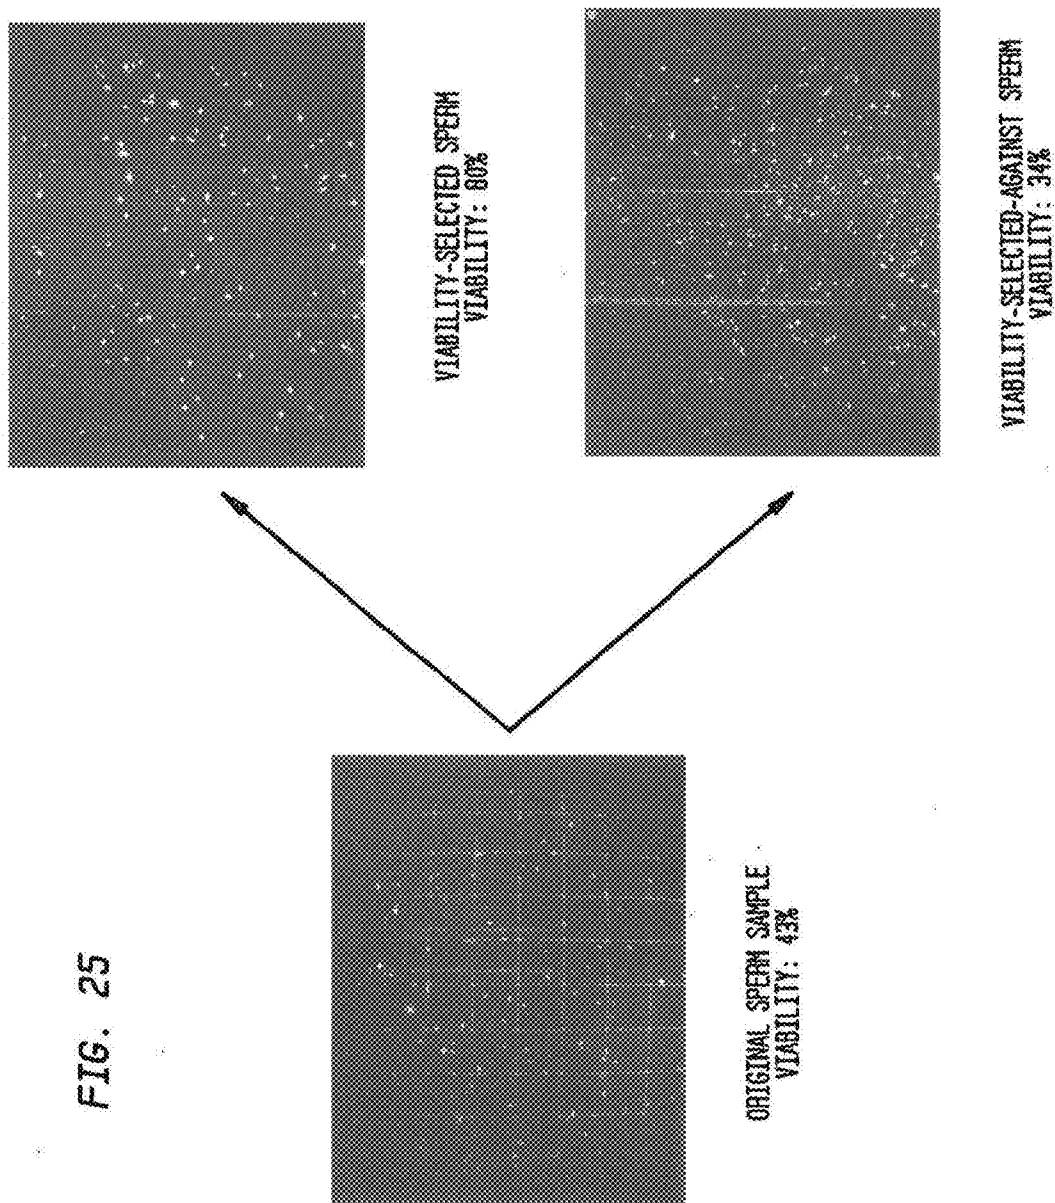 FIG. 25
ORIGINAL SPERM SAMPLE
VIABILITY: 43%
VIABILITY-SELECTED SPERM
VIABILITY: 80%
VIABILITY-SELECTED-AGAINST SPERM
VIABILITY: 34%